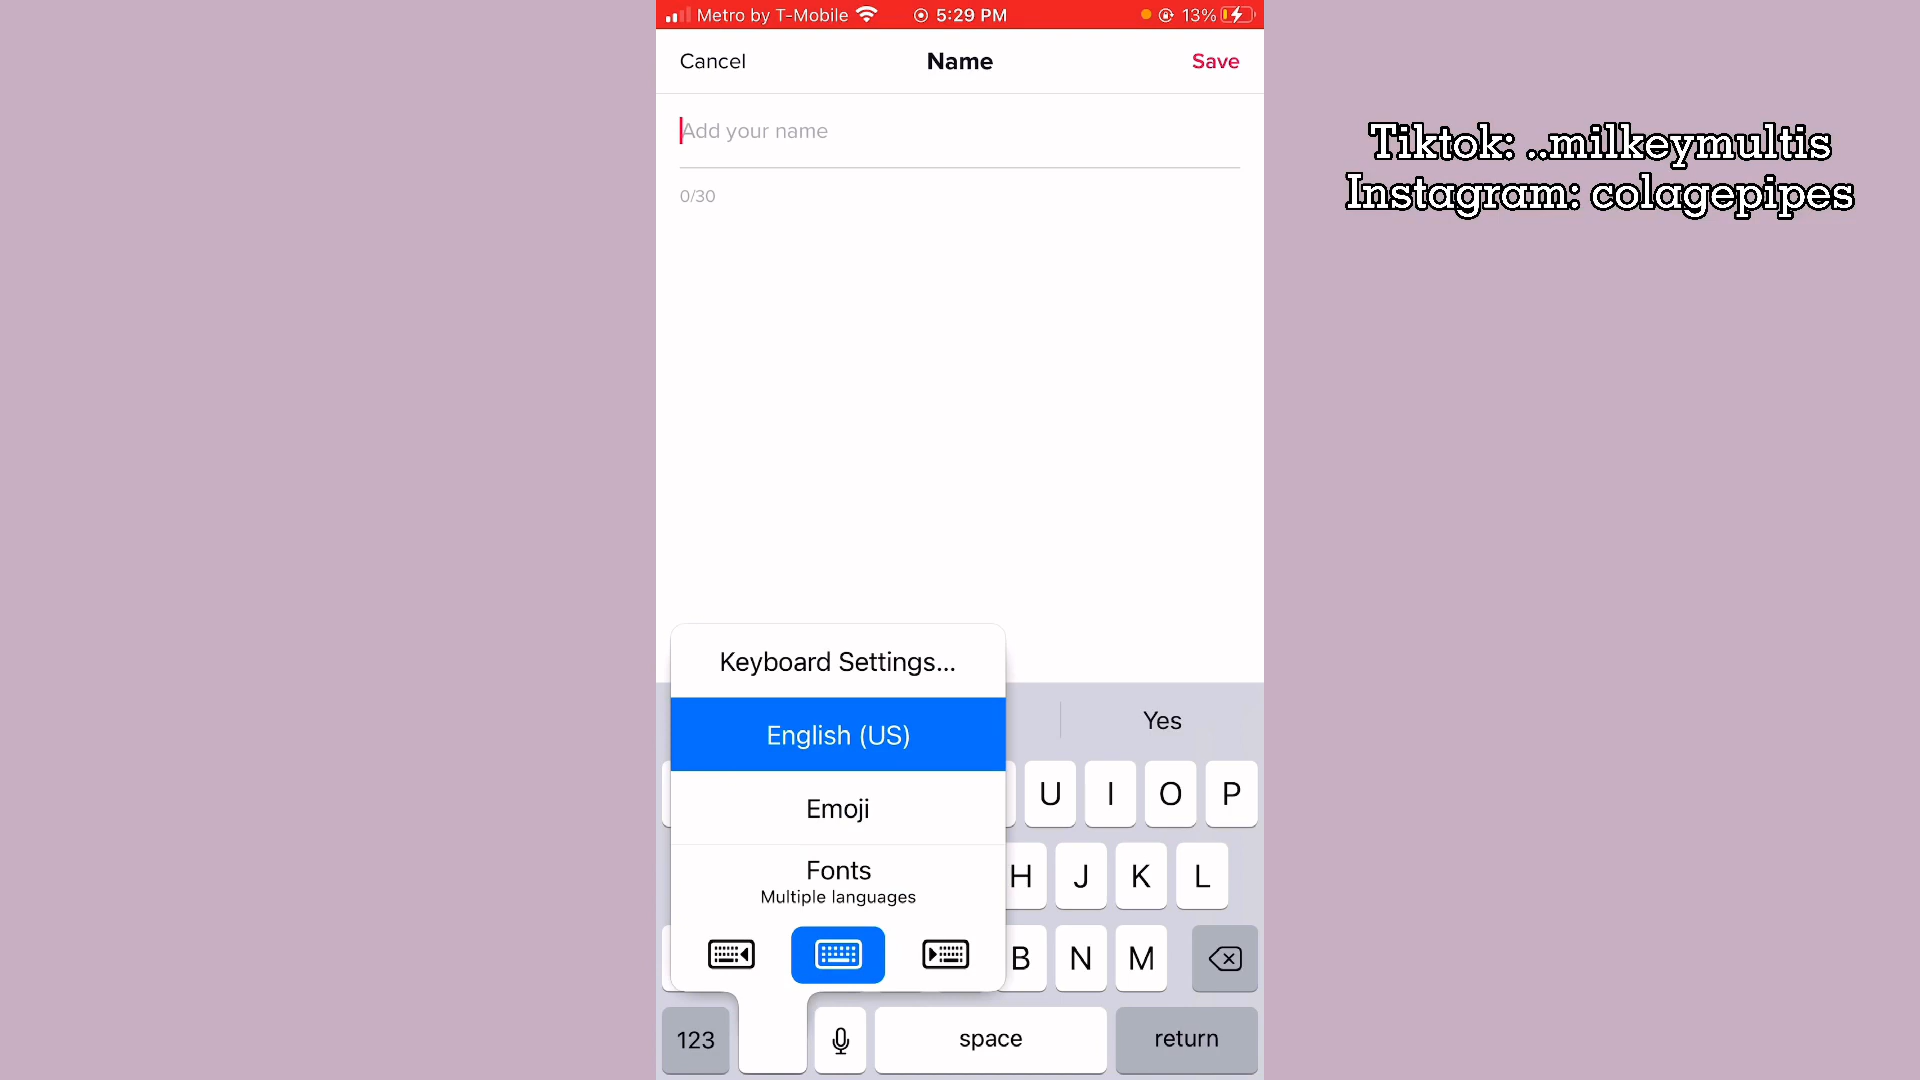 Metro by T-Mobile 5:29 PM 13%
Cancel Name Save
Add your name
0/30
Tiktok: ..milkeymultis
Instagram: colagepipes
Keyboard Settings...
English (US)
Emoji
Fonts
Multiple languages
Yes
U I O P
H J K L
B N M
123 space return